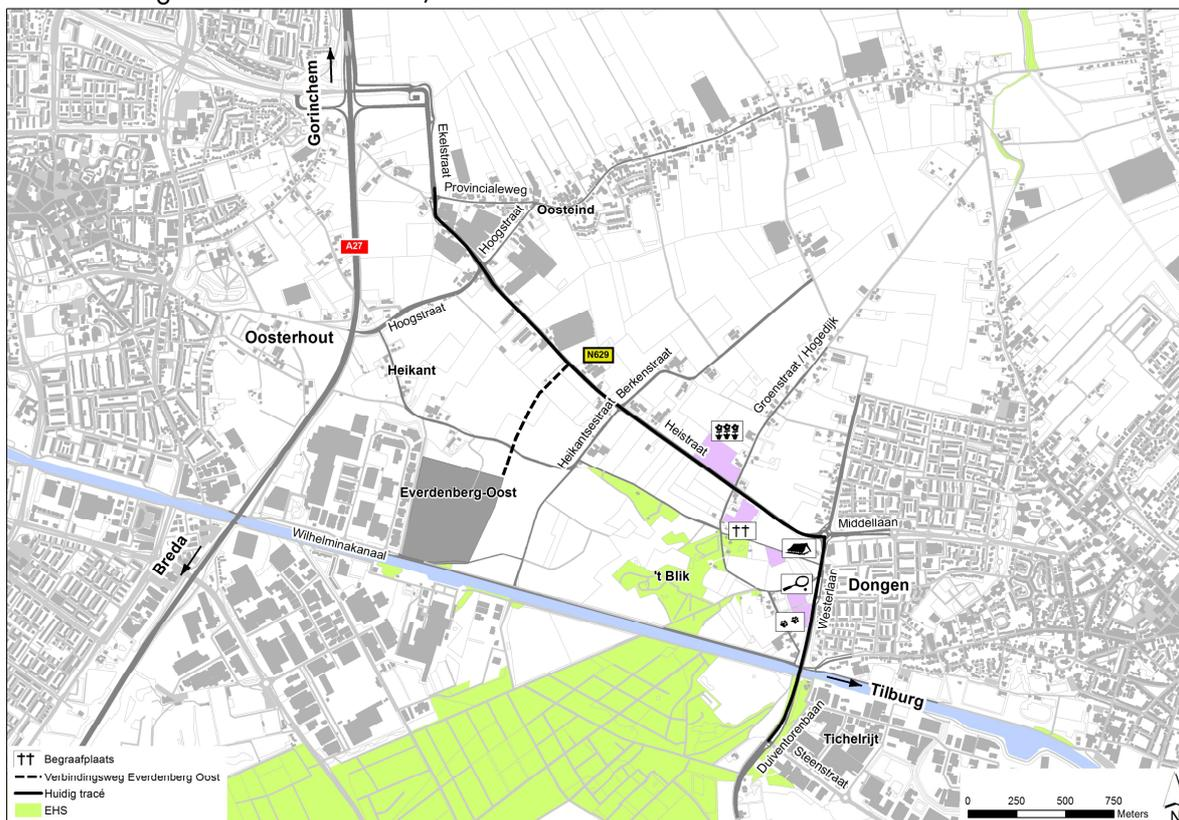 Gorinchem
Ekelstraat
Provincialeweg
Oosteind
Hoogstraat
A27
Hoogstraat
Oosterhout
Heikant
N629
Berkenstraat
Groenstraat / Hogedijk
Heikantsestraat
Heistraat
Everdenberg-Oost
Middellaan
Wilhelminakanaal
Breda
't Blik
Dongen
Westerlaan
Tilburg
Duiventorenbaan
Tichelrijt
Steenstraat
Begraafplaats
Verbindingsweg Everdenberg Oost
Huidig tracé
EHS
0 250 500 750
Meters
N